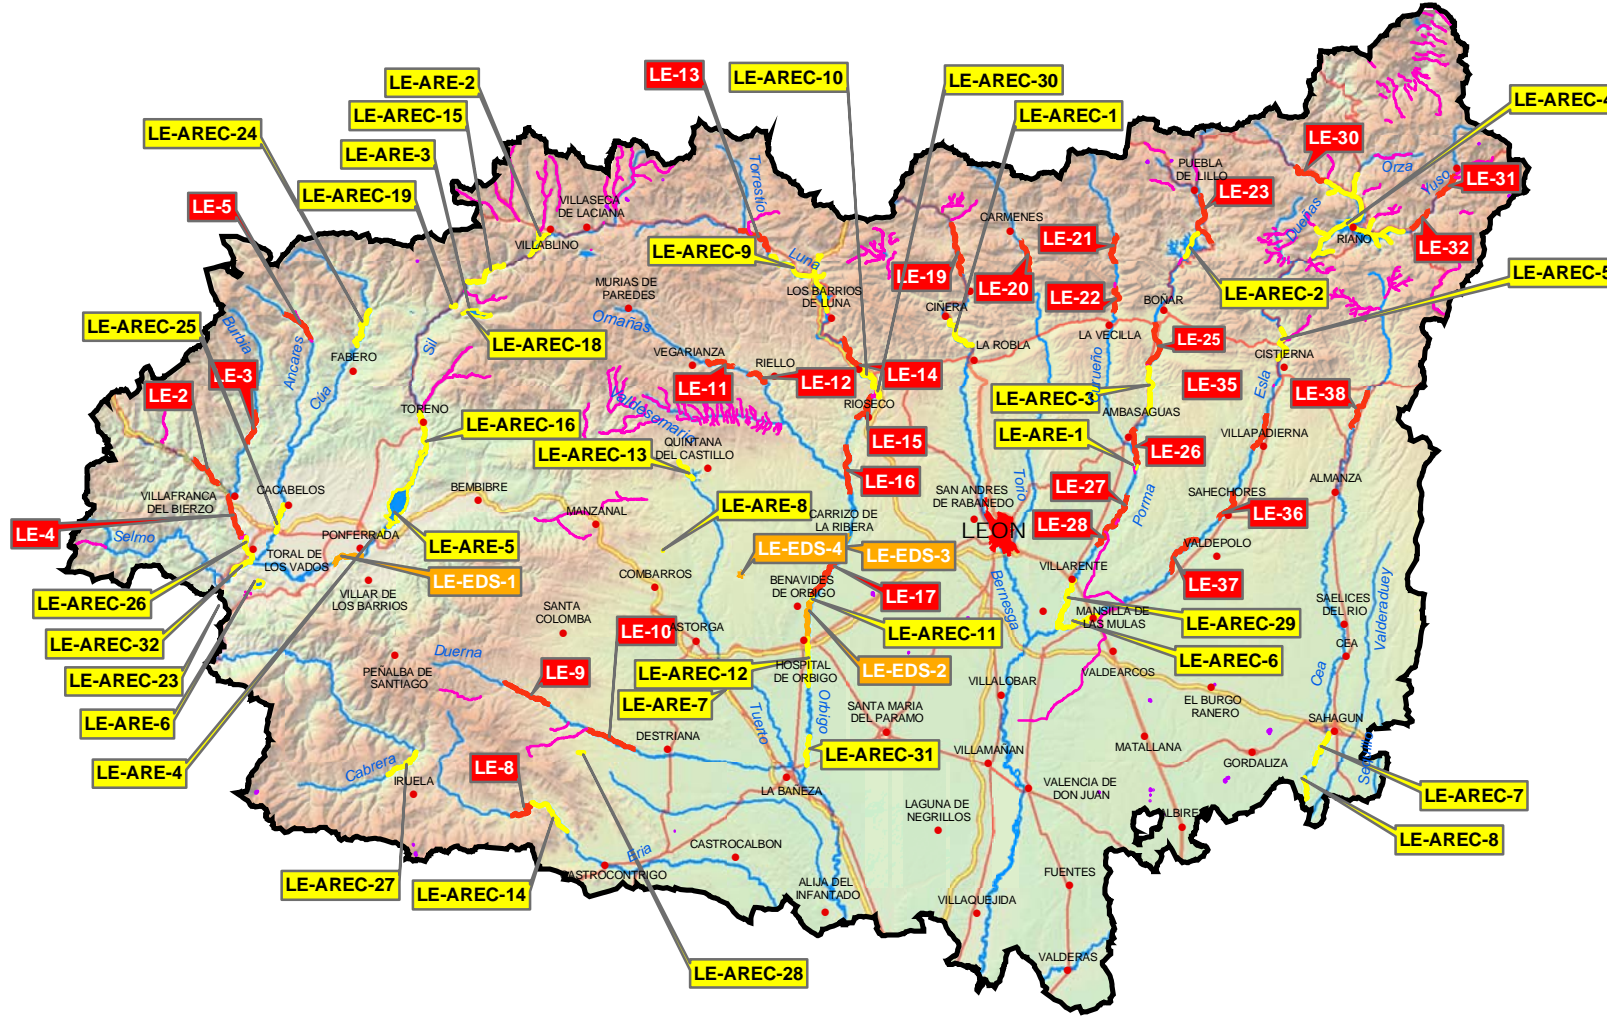 LE-13
LE-AREC-10
LE-AREC-30
LE-ARE-2
LE-AREC-15
LE-AREC-1
LE-AREC-24
LE-ARE-3
LE-AREC-19
LE-5
LE-AREC-4
LE-30
Orza
Yuso
LE-31
Dueñas
RIAÑO
LE-32
PUEBLA
DE LILLO
LE-23
Torrestio
VILLASECA
DE LACIANA
VILLABLINO
CARMENES
LE-21
LE-AREC-9
Luna
LE-19
LE-20
LE-22
LE-AREC-2
LE-AREC-5
MURIAS DE
PAREDES
LOS BARRIOS
DE LUNA
CIÑERA
BOÑAR
LE-AREC-25
Burbia
Ancares
Omañas
Sil
LE-AREC-18
LA VECILLA
LA ROBLA
LE-25
CISTIERNA
FABERO
VEGARIANZA
RIELLO
LE-3
LE-2
LE-11
LE-12
LE-14
LE-35
LE-38
Esla
Cua
LE-AREC-3
RIOSECO
TORENO
Valdesamario
AMBASAGUAS
LE-AREC-16
LE-ARE-1
VILLAPADIERNA
LE-15
LE-26
QUINTANA
DEL CASTILLO
LE-AREC-13
LE-16
LE-27
ALMANZA
VILLAFRANCA
DEL BIERZO
CACABELOS
BEMBIBRE
SAN ANDRES
DE RABANEDO
Torio
Porma
SAHECHORES
LE-36
LE-ARE-8
MANZANAL
CARRIZO DE
LA RIBERA
LEON
LE-28
LE-4
Selmo
PONFERRADA
LE-ARE-5
LE-EDS-4
LE-EDS-3
VALDEPOLO
TORAL DE
LOS VADOS
LE-EDS-1
COMBARROS
BENAVIDES
DE ORBIGO
LE-17
VILLARENTE
LE-37
LE-AREC-26
VILLAR DE
LOS BARRIOS
Bernesga
SAELICES
DEL RIO
Valderaduey
SANTA
COLOMBA
MANSILLA DE
LAS MULAS
LE-AREC-29
LE-AREC-32
LE-10
ASTORGA
LE-AREC-11
CEA
Duerna
LE-AREC-6
PEÑALBA DE
SANTIAGO
LE-9
LE-AREC-12
HOSPITAL
DE ORBIGO
LE-EDS-2
VALDEARCOS
Cea
LE-AREC-23
LE-ARE-7
Orbigo
VILLALOBAR
EL BURGO
RANERO
LE-ARE-6
Tuerto
SANTA MARIA
DEL PARAMO
SAHAGUN
DESTRIANA
LE-AREC-31
VILLAMAÑAN
MATALLANA
GORDALIZA
LE-ARE-4
Cabrera
IRUELA
LE-8
LA BAÑEZA
VALENCIA DE
DON JUAN
LE-AREC-7
LAGUNA DE
NEGRILLOS
ALBIRE
LE-AREC-8
CASTROCALBON
Eria
LE-AREC-27
LE-AREC-14
ASTROCONTRIGO
ALIJA DEL
INFANTADO
FUENTES
VILLAQUEJIDA
LE-AREC-28
VALDERAS